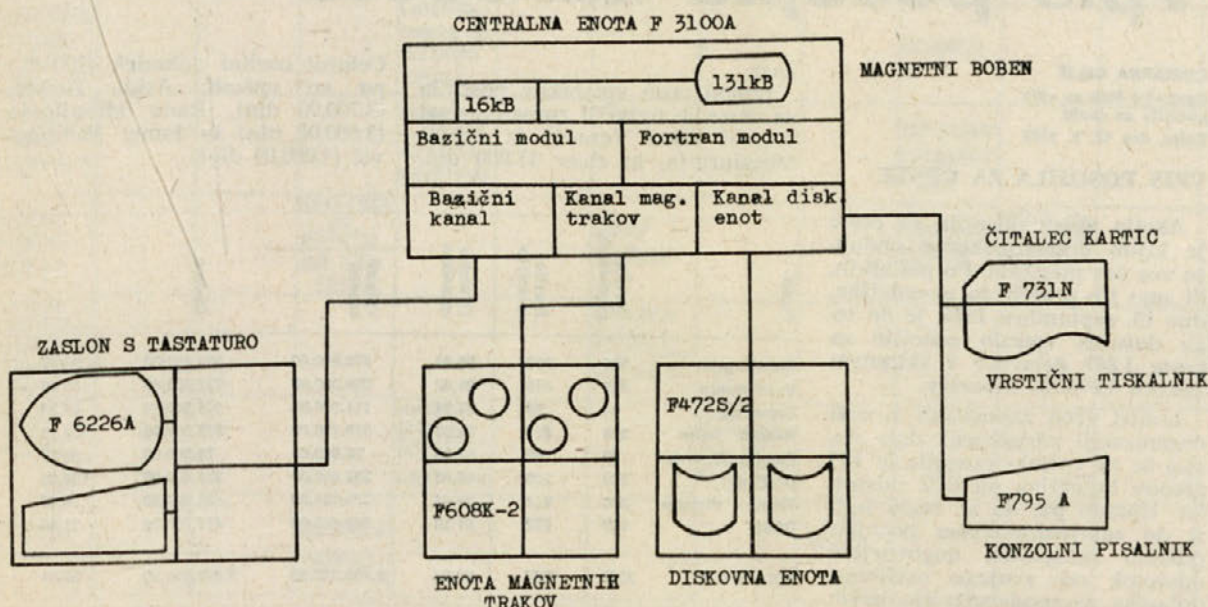 CENTRALNA ENOTA F 3100A
131kB
16kB
MAGNETNI BOBEN
Bazični modul
Fortran modul
Bazični kanal
Kanal mag. trakov
Kanal disk enot
ČITALEC KARTIC
F 731N
VRSTIČNI TISKALNIK
F795 A
KONZOLNI PISALNIK
ZASLON S TASTATURO
F 6226A
F608K-2
ENOTA MAGNETNIH
TRAKOV
F472S/2
DISKOVNA ENOTA